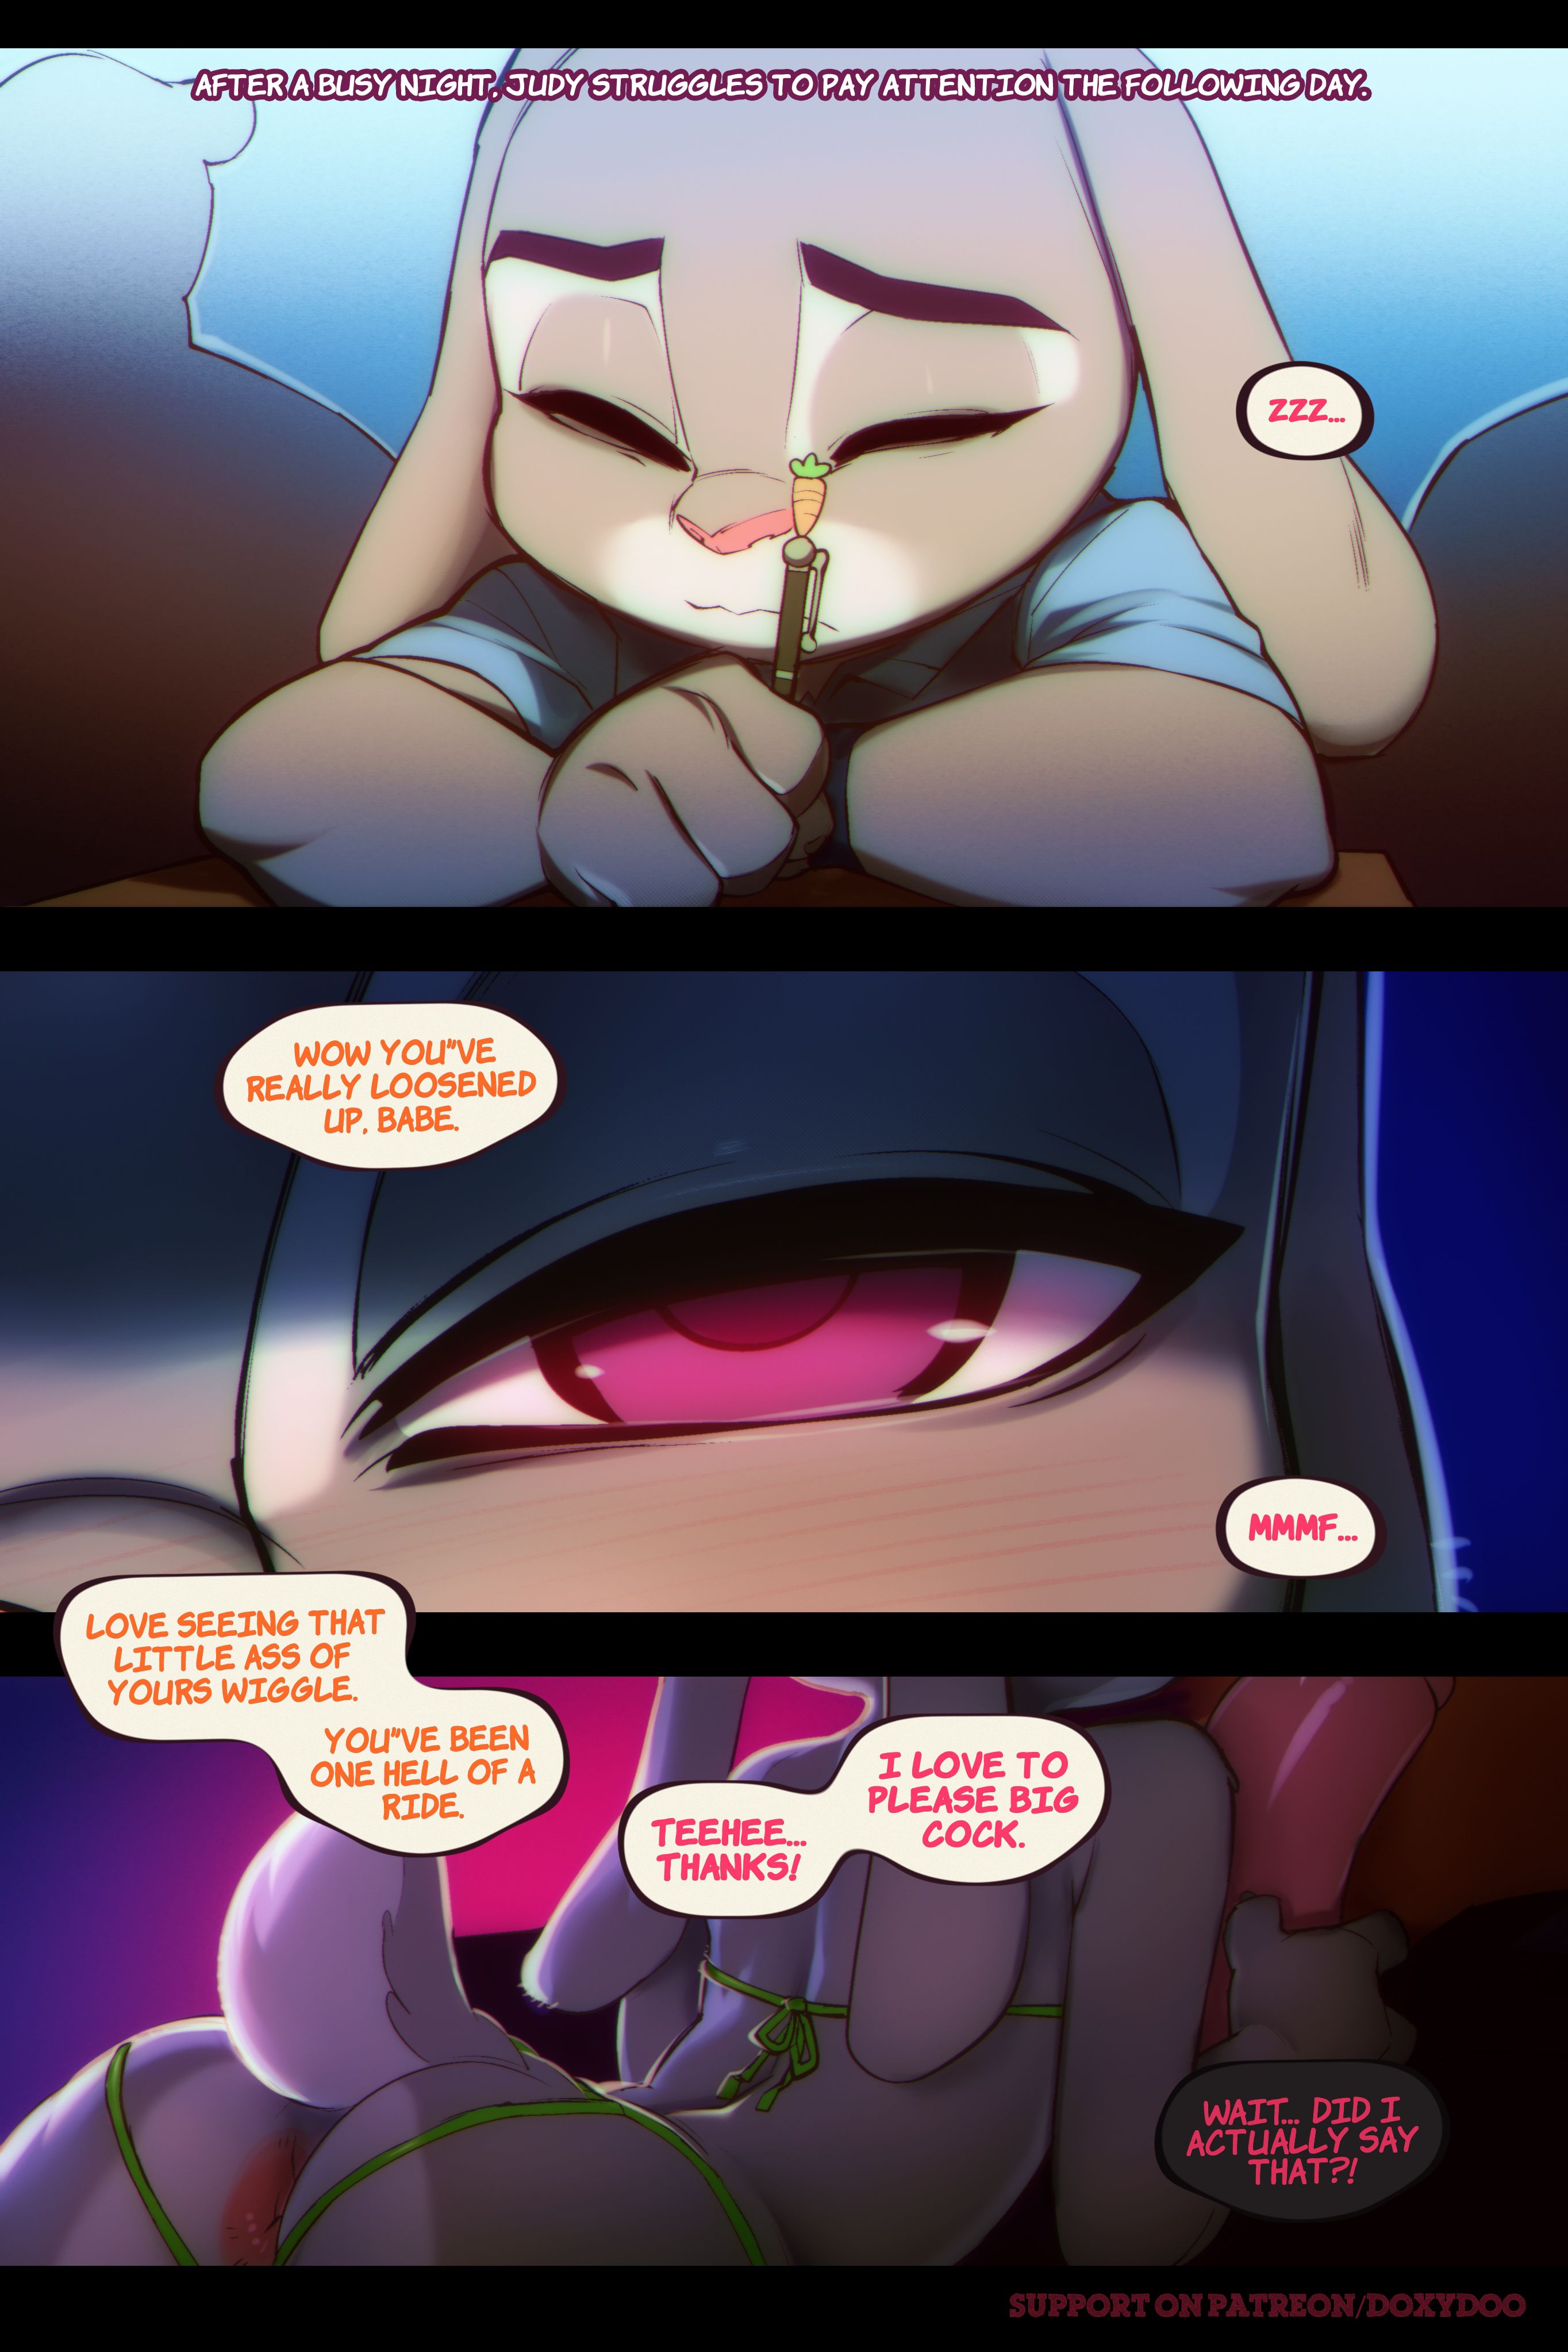 AFTER A BUSY NIGHT, JUDY STRUGGLES TO PAY ATTENTION THE FOLLOWING DAY.
ZZZ...
WOW YOU"VE
REALLY LOOSENED
UP, BABE.
MMMF...
LOVE SEEING THAT
LITTLE ASS OF
YOURS WIGGLE.
YOU"VE BEEN
ONE HELL OF A
RIDE.
TEEHEE...
THANKS!
I LOVE TO
PLEASE BIG
COCK.
WAIT... DID I
ACTUALLY SAY
THAT?!
SUPPORT ON PATREON/DOXYDOO